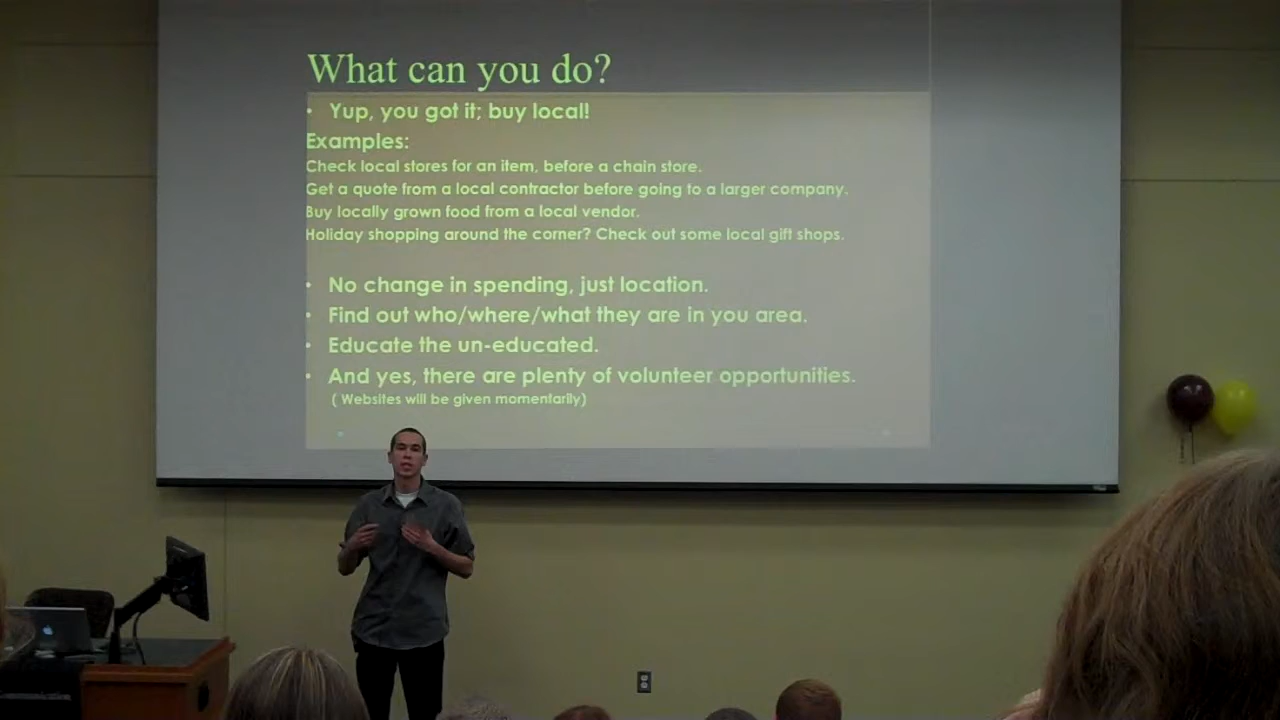 What can you do?
• Yup, you got it; buy local!
Examples:
Check local stores for an item, before a chain store.
Get a quote from a local contractor before going to a larger company.
Buy locally grown food from a local vendor.
Holiday shopping around the corner? Check out some local gift shops.
• No change in spending, just location.
• Find out who/where/what they are in you area.
• Educate the un-educated.
• And yes, there are plenty of volunteer opportunities.
( Websites will be given momentarily)